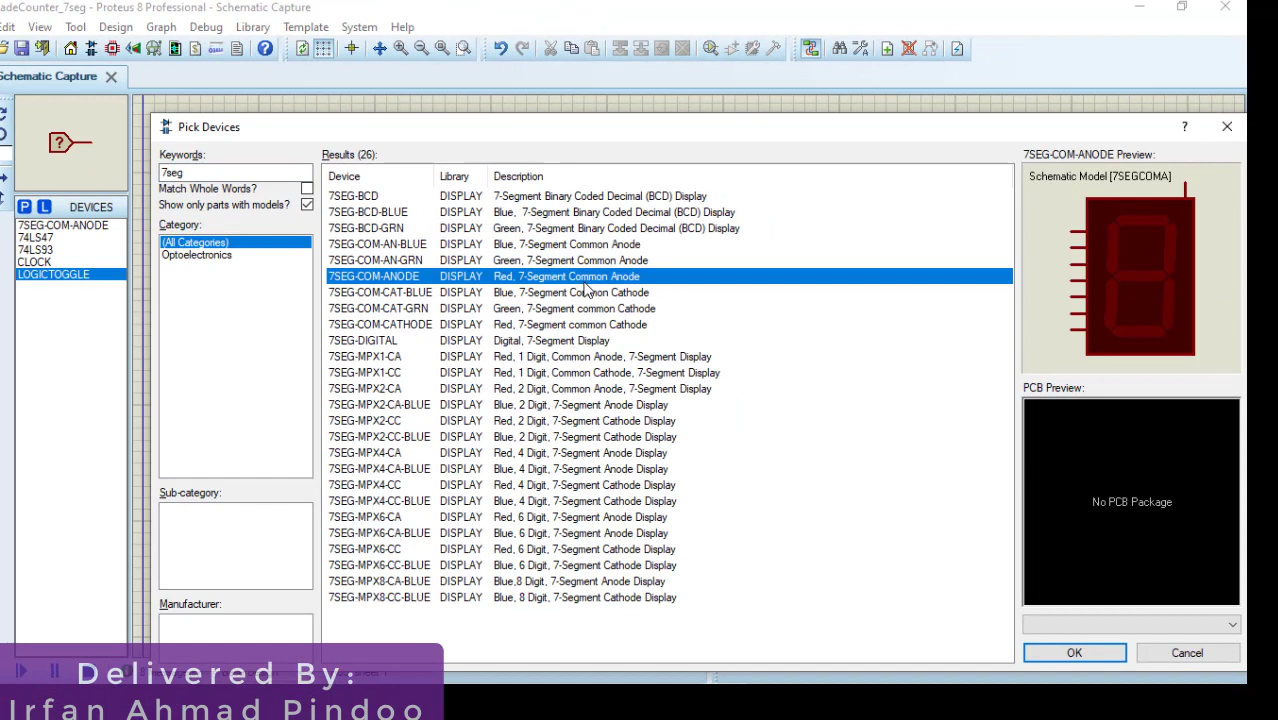 adeCounter_7seg - Proteus 8 Professional - Schematic Capture
Edit View Tool Design Graph Debug Library Template System Help
Schematic Capture
Pick Devices
?
Keywords:
7seg
Match Whole Words?
Show only parts with models?
Category:
(All Categories)
Optoelectronics
Sub-category:
Manufacturer:
P L DEVICES
7SEG-COM-ANODE
74LS47
74LS93
CLOCK
LOGICTOGGLE
Results (26):
Device Library Description
7SEG-BCD DISPLAY 7-Segment Binary Coded Decimal (BCD) Display
7SEG-BCD-BLUE DISPLAY Blue, 7-Segment Binary Coded Decimal (BCD) Display
7SEG-BCD-GRN DISPLAY Green, 7-Segment Binary Coded Decimal (BCD) Display
7SEG-COM-AN-BLUE DISPLAY Blue, 7-Segment Common Anode
7SEG-COM-AN-GRN DISPLAY Green, 7-Segment Common Anode
7SEG-COM-ANODE DISPLAY Red, 7-Segment Common Anode
7SEG-COM-CAT-BLUE DISPLAY Blue, 7-Segment Common Cathode
7SEG-COM-CAT-GRN DISPLAY Green, 7-Segment common Cathode
7SEG-COM-CATHODE DISPLAY Red, 7-Segment common Cathode
7SEG-DIGITAL DISPLAY Digital, 7-Segment Display
7SEG-MPX1-CA DISPLAY Red, 1 Digit, Common Anode, 7-Segment Display
7SEG-MPX1-CC DISPLAY Red, 1 Digit, Common Cathode, 7-Segment Display
7SEG-MPX2-CA DISPLAY Red, 2 Digit, Common Anode, 7-Segment Display
7SEG-MPX2-CA-BLUE DISPLAY Blue, 2 Digit, 7-Segment Anode Display
7SEG-MPX2-CC DISPLAY Red, 2 Digit, 7-Segment Cathode Display
7SEG-MPX2-CC-BLUE DISPLAY Blue, 2 Digit, 7-Segment Cathode Display
7SEG-MPX4-CA DISPLAY Red, 4 Digit, 7-Segment Anode Display
7SEG-MPX4-CA-BLUE DISPLAY Blue, 4 Digit, 7-Segment Anode Display
7SEG-MPX4-CC DISPLAY Red, 4 Digit, 7-Segment Cathode Display
7SEG-MPX4-CC-BLUE DISPLAY Blue, 4 Digit, 7-Segment Cathode Display
7SEG-MPX6-CA DISPLAY Red, 6 Digit, 7-Segment Anode Display
7SEG-MPX6-CA-BLUE DISPLAY Blue, 6 Digit, 7-Segment Anode Display
7SEG-MPX6-CC DISPLAY Red, 6 Digit, 7-Segment Cathode Display
7SEG-MPX6-CC-BLUE DISPLAY Blue, 6 Digit, 7-Segment Cathode Display
7SEG-MPX8-CA-BLUE DISPLAY Blue,8 Digit, 7-Segment Anode Display
7SEG-MPX8-CC-BLUE DISPLAY Blue, 8 Digit, 7-Segment Cathode Display
7SEG-COM-ANODE Preview:
Schematic Model [7SEGCOMA]
PCB Preview:
No PCB Package
OK Cancel
Delivered By:
Irfan Ahmad Pindoo